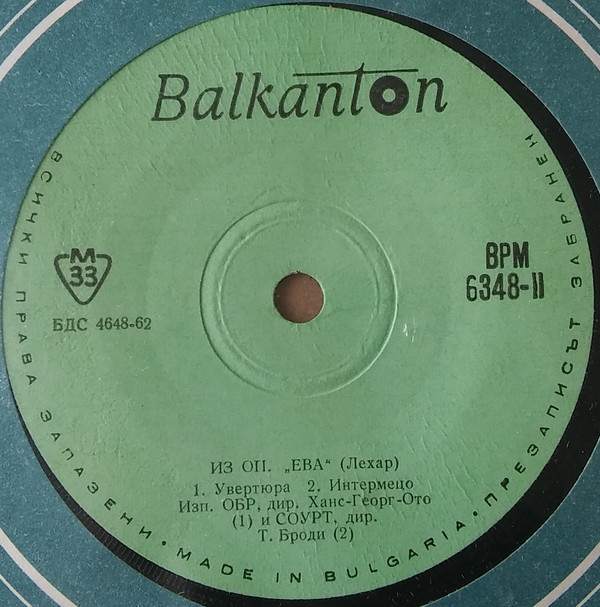 Balkanton
ВСИЧКИ ПРАВА ЗАПАЗЕНИ • MADE IN BULGARIA • ПРЕЗАПИСЪТ ЗАБРАНЕН
М
33
БДС 4648-62
ВРМ
6348-II
ИЗ ОП. „ЕВА“ (Лехар)
1. Увертюра 2. Интермецо
Изп. ОБР, дир. Ханс-Георг-Ото
(1) и СОУРТ, дир.
Т. Броди (2)